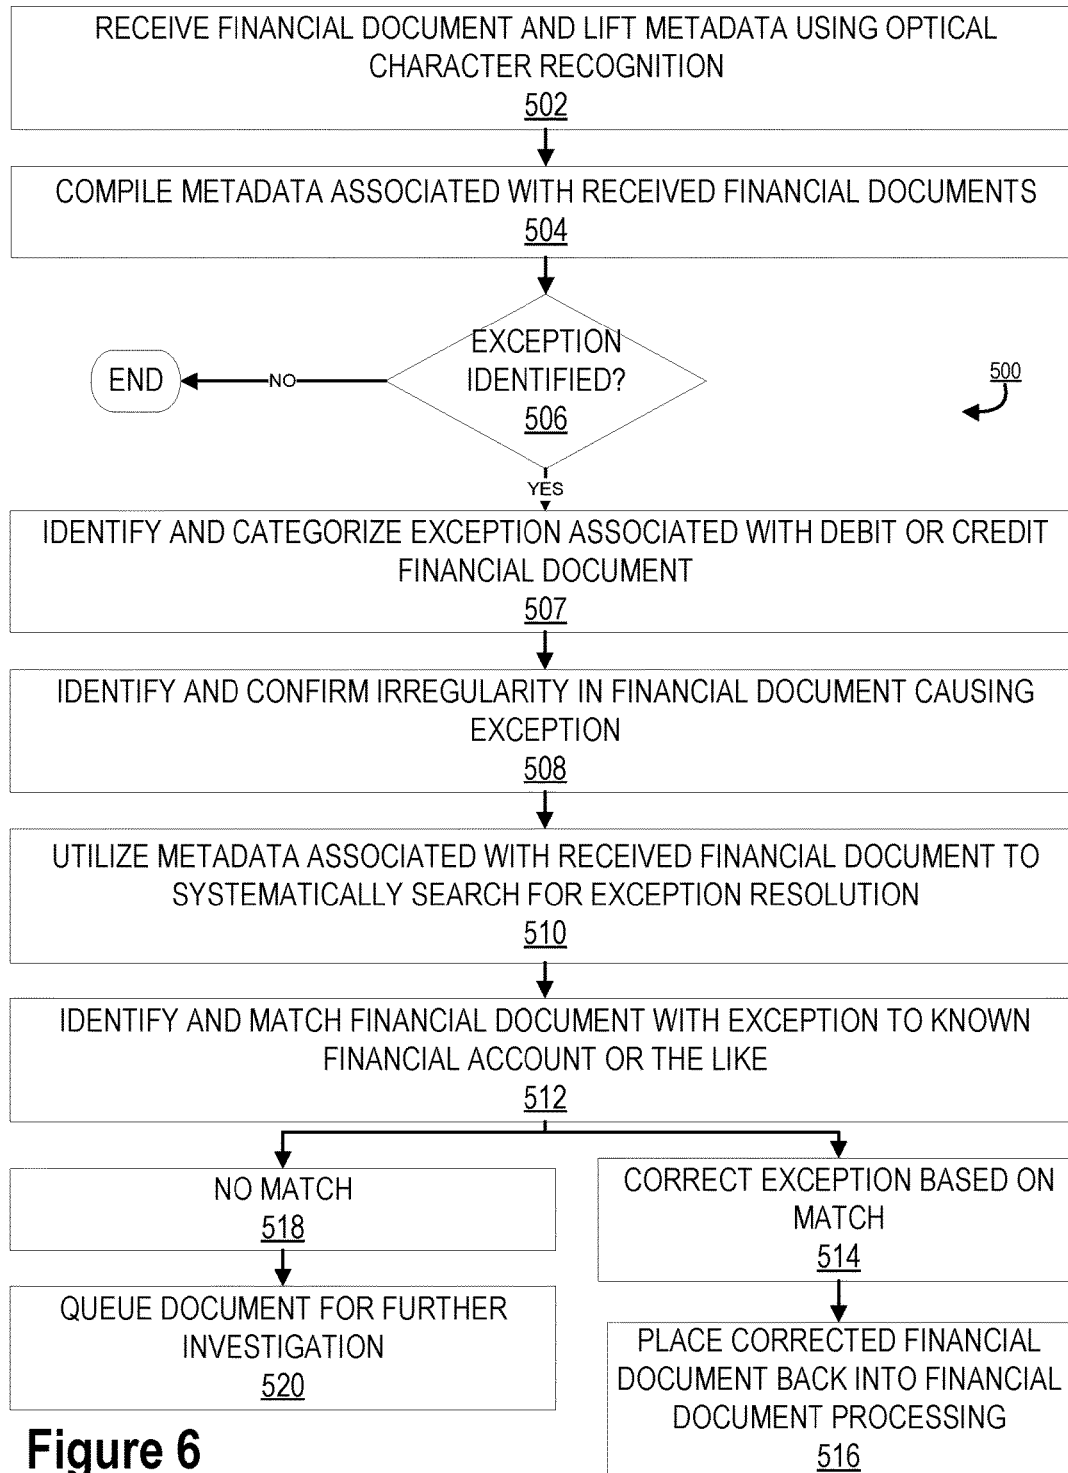 RECEIVE FINANCIAL DOCUMENT AND LIFT METADATA USING OPTICAL
CHARACTER RECOGNITION
502
COMPILE METADATA ASSOCIATED WITH RECEIVED FINANCIAL DOCUMENTS
504
EXCEPTION
IDENTIFIED?
506
END
NO
500
YES
IDENTIFY AND CATEGORIZE EXCEPTION ASSOCIATED WITH DEBIT OR CREDIT
FINANCIAL DOCUMENT
507
IDENTIFY AND CONFIRM IRREGULARITY IN FINANCIAL DOCUMENT CAUSING
EXCEPTION
508
UTILIZE METADATA ASSOCIATED WITH RECEIVED FINANCIAL DOCUMENT TO
SYSTEMATICALLY SEARCH FOR EXCEPTION RESOLUTION
510
IDENTIFY AND MATCH FINANCIAL DOCUMENT WITH EXCEPTION TO KNOWN
FINANCIAL ACCOUNT OR THE LIKE
512
NO MATCH
518
QUEUE DOCUMENT FOR FURTHER
INVESTIGATION
520
CORRECT EXCEPTION BASED ON
MATCH
514
PLACE CORRECTED FINANCIAL
DOCUMENT BACK INTO FINANCIAL
DOCUMENT PROCESSING
516
Figure 6